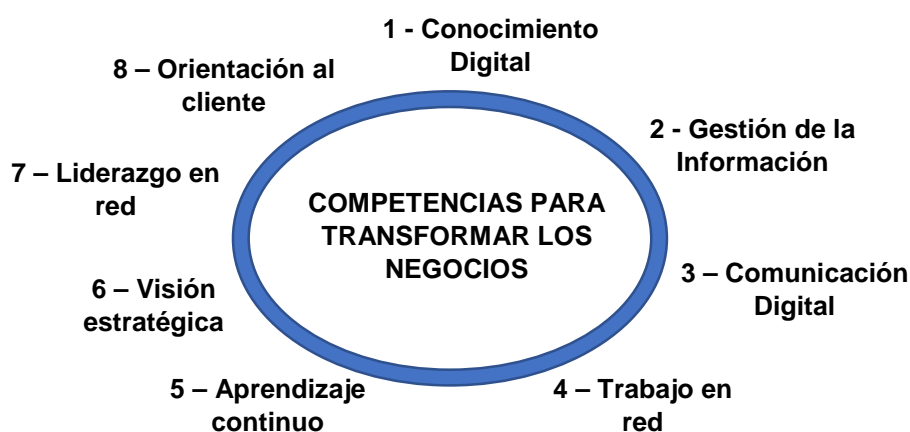 1 - Conocimiento
Digital
2 - Gestión de la
Información
3 – Comunicación
Digital
4 – Trabajo en
red
5 – Aprendizaje
continuo
6 – Visión
estratégica
7 – Liderazgo en
red
8 – Orientación al
cliente
COMPETENCIAS PARA
TRANSFORMAR LOS
NEGOCIOS